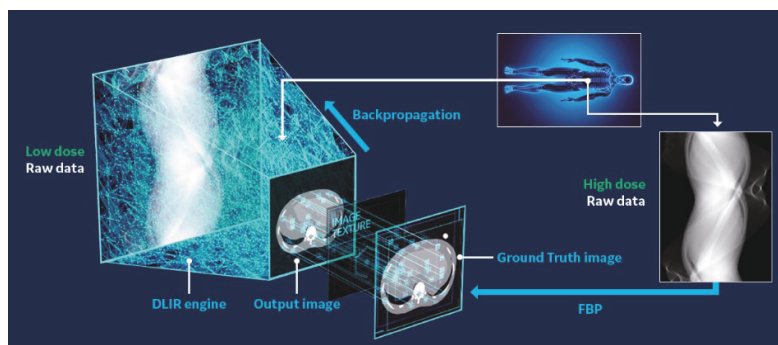 Backpropagation
Low dose
Raw data
High dose
Raw data
IMAGE
TEXTURE
Ground Truth image
DLIR engine
Output image
FBP